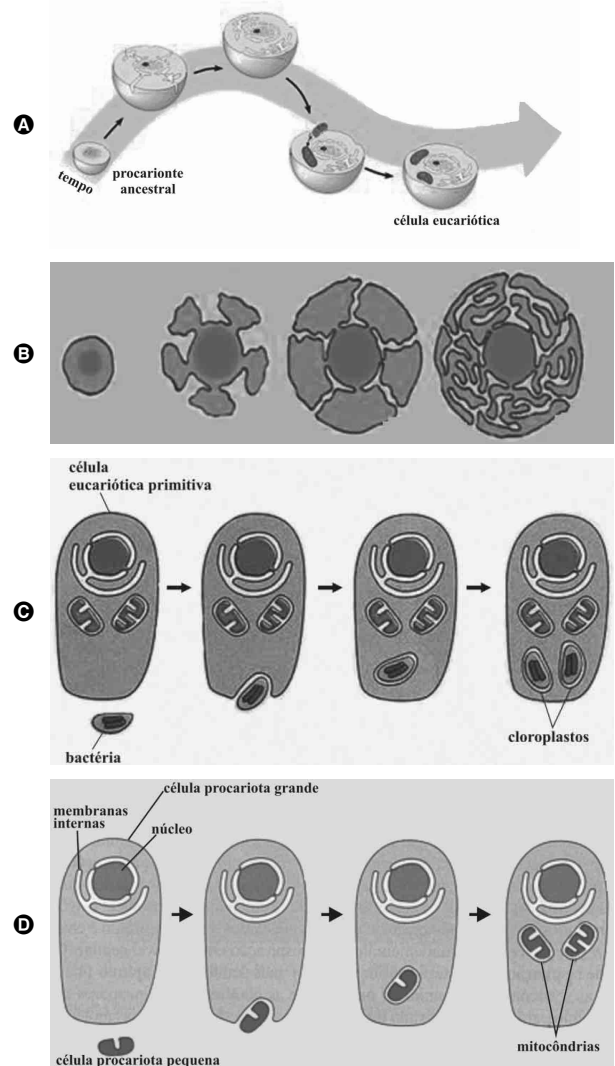 A
tempo
procarionte
ancestral
célula eucariótica
B
célula
eucariótica primitiva
C
bactéria
cloroplastos
célula procariota grande
membranas
internas
núcleo
D
mitocôndrias
célula procariota pequena